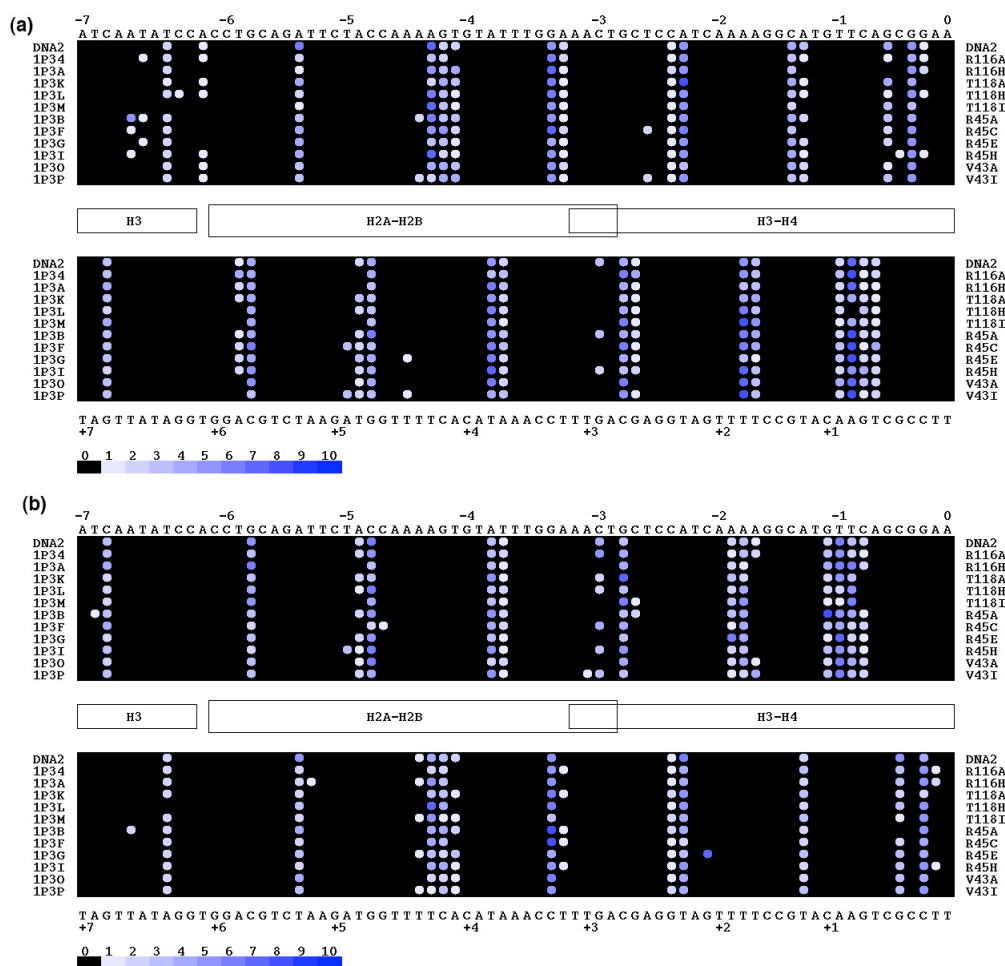 (a)
-7 -6 -5 -4 -3 -2 -1 0
A T C A A T A T C C A C C T G C A G A T T C T A C C A A A A G T G T A T T T G G A A A C T G C T C C A T C A A A A G G C A T G T T C A G C G G A A
DNA2 DNA2
1P34 R116A
1P3A R116H
1P3K T118A
1P3L T118H
1P3M T118I
1P3B R45A
1P3F R45C
1P3G R45E
1P3I R45H
1P3O V43A
1P3P V43I
H3 H2A-H2B H3-H4
DNA2 DNA2
1P34 R116A
1P3A R116H
1P3K T118A
1P3L T118H
1P3M T118I
1P3B R45A
1P3F R45C
1P3G R45E
1P3I R45H
1P3O V43A
1P3P V43I
T A G T T A T A G G T G G A C G T C T A A G A T G G T T T T C A C A T A A A C C T T T G A C G A G G T A G T T T T C C G T A C A A G T C G C C T T
+7 +6 +5 +4 +3 +2 +1
0 1 2 3 4 5 6 7 8 9 10
(b)
-7 -6 -5 -4 -3 -2 -1 0
A T C A A T A T C C A C C T G C A G A T T C T A C C A A A A G T G T A T T T G G A A A C T G C T C C A T C A A A A G G C A T G T T C A G C G G A A
DNA2 DNA2
1P34 R116A
1P3A R116H
1P3K T118A
1P3L T118H
1P3M T118I
1P3B R45A
1P3F R45C
1P3G R45E
1P3I R45H
1P3O V43A
1P3P V43I
H3 H2A-H2B H3-H4
DNA2 DNA2
1P34 R116A
1P3A R116H
1P3K T118A
1P3L T118H
1P3M T118I
1P3B R45A
1P3F R45C
1P3G R45E
1P3I R45H
1P3O V43A
1P3P V43I
T A G T T A T A G G T G G A C G T C T A A G A T G G T T T T C A C A T A A A C C T T T G A C G A G G T A G T T T T C C G T A C A A G T C G C C T T
+7 +6 +5 +4 +3 +2 +1
0 1 2 3 4 5 6 7 8 9 10